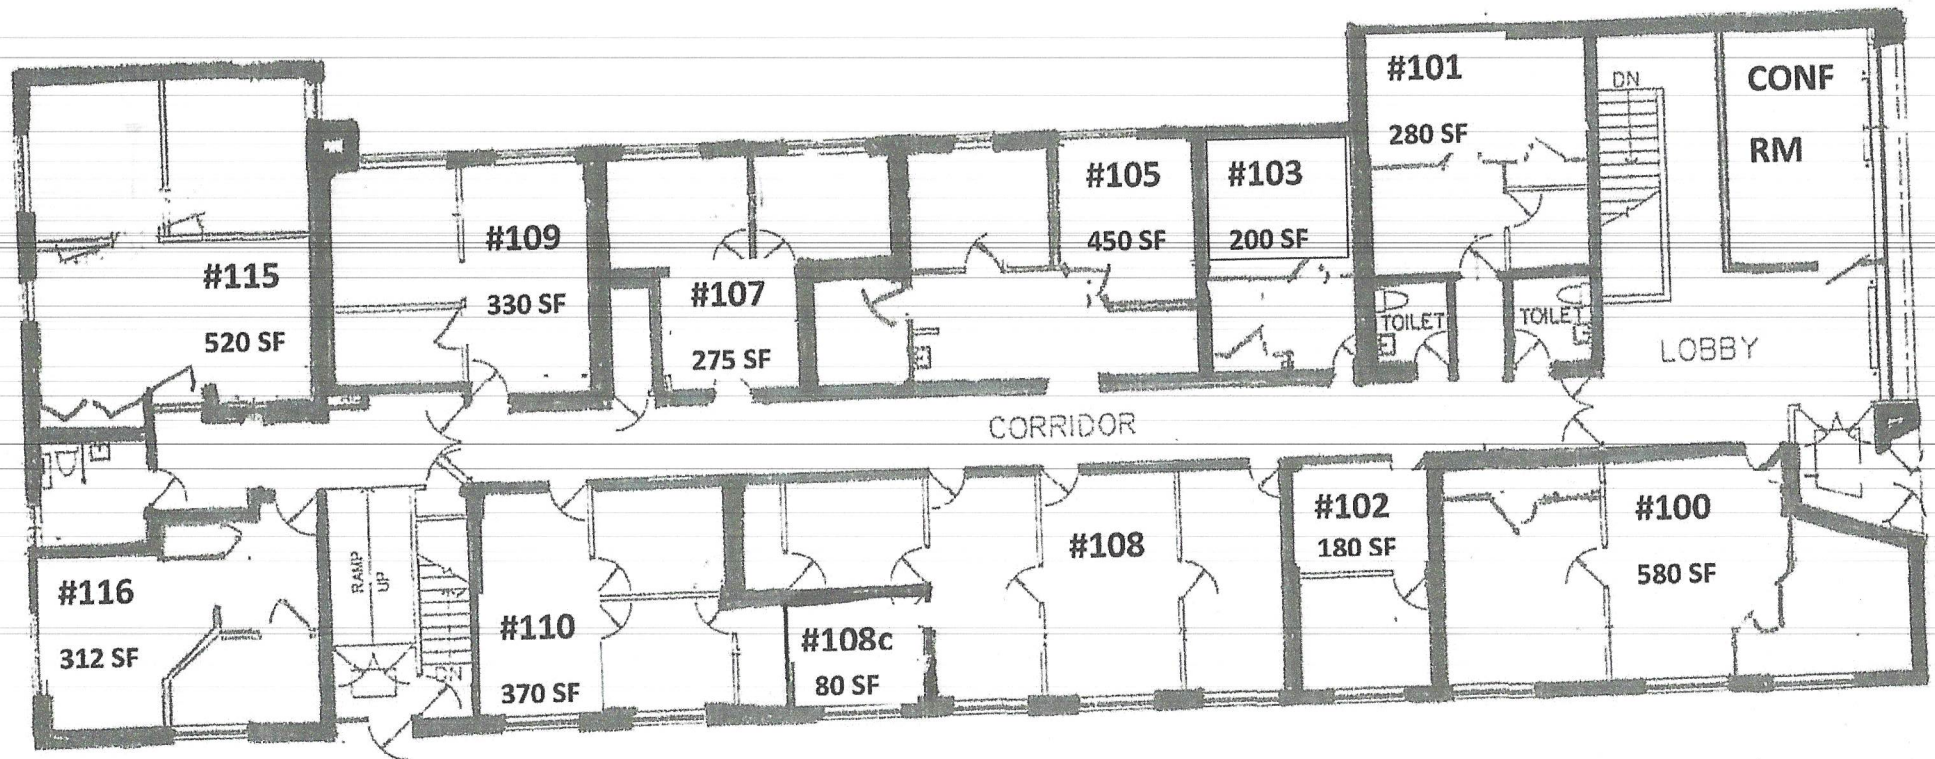 #101
280 SF
DN
CONF
RM
#115
520 SF
#109
330 SF
#107
275 SF
#105
450 SF
#103
200 SF
TOILET
TOILET
LOBBY
CORRIDOR
#116
312 SF
RAMP
UP
DN
#110
370 SF
#108c
80 SF
#108
#102
180 SF
#100
580 SF